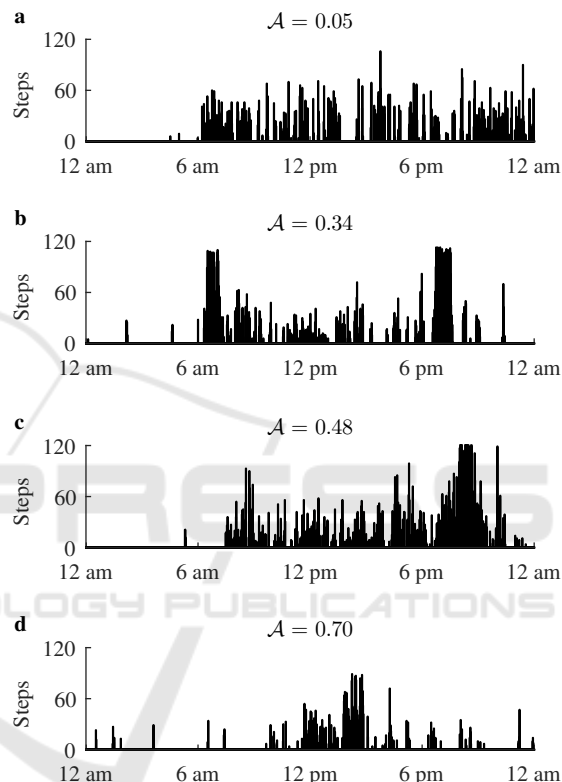 a
𝒜 = 0.05
120
60
0
Steps
12 am 6 am 12 pm 6 pm 12 am
b
𝒜 = 0.34
120
60
0
Steps
12 am 6 am 12 pm 6 pm 12 am
c
𝒜 = 0.48
120
60
0
Steps
12 am 6 am 12 pm 6 pm 12 am
PRESS
OLOGY PUBLICATIONS
d
𝒜 = 0.70
120
60
0
Steps
12 am 6 am 12 pm 6 pm 12 am